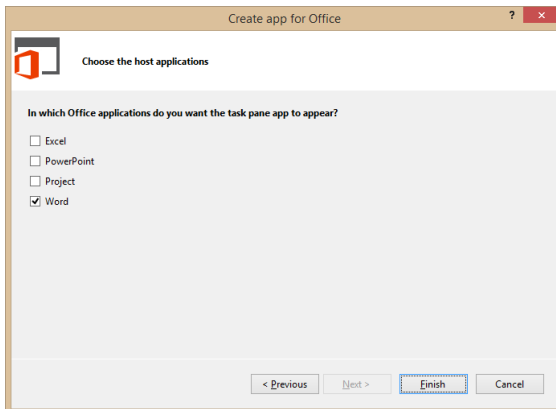 Create app for Office
?
x
Choose the host applications
In which Office applications do you want the task pane app to appear?
Excel
PowerPoint
Project
Word
< Previous Next > Finish Cancel